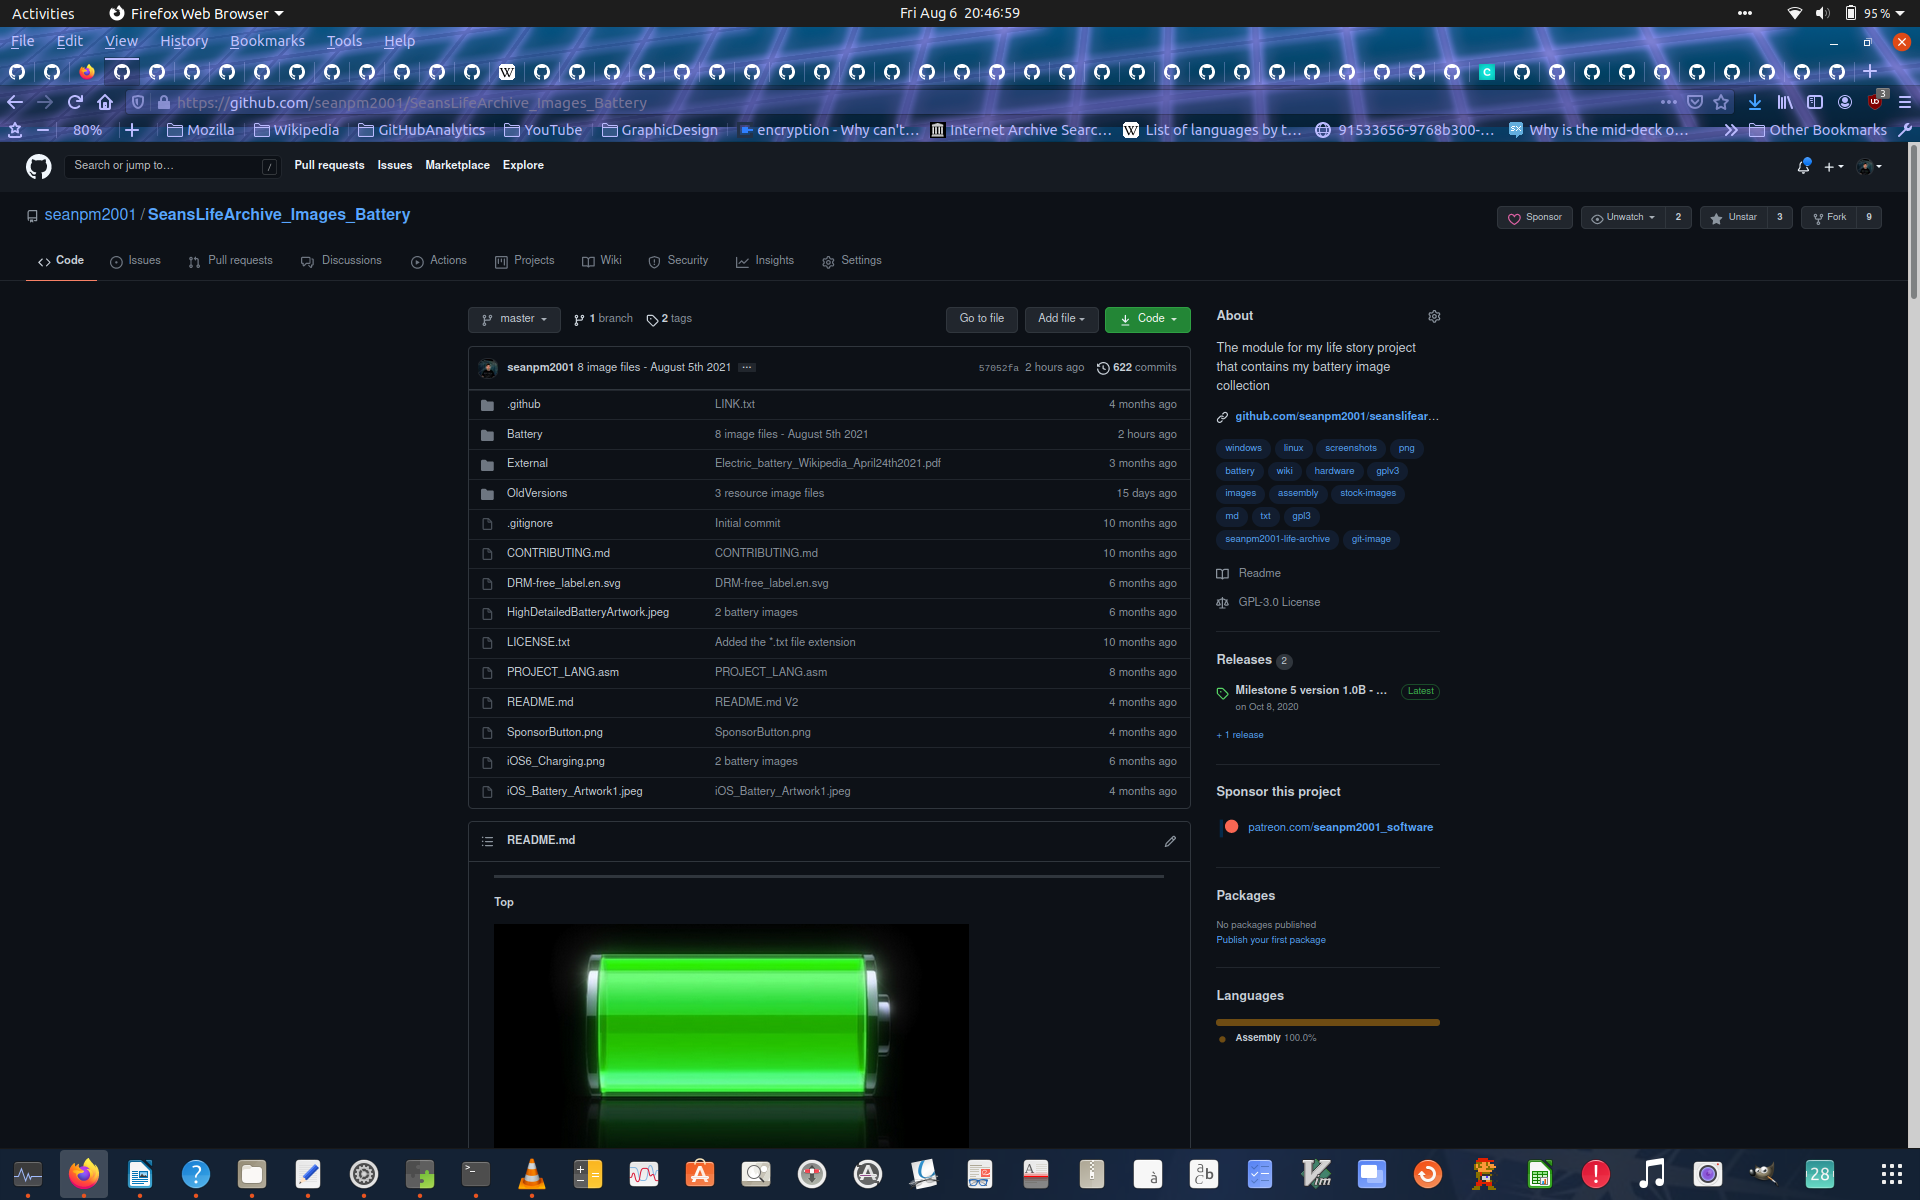 Activities Firefox Web Browser Fri Aug 6 20:46:59 95 %
File Edit View History Bookmarks Tools Help
https://github.com/seanpm2001/SeansLifeArchive_Images_Battery 3
80% Mozilla Wikipedia GitHubAnalytics YouTube GraphicDesign encryption - Why can't... Internet Archive Searc... List of languages by t... 91533656-9768b300-... Why is the mid-deck o... Other Bookmarks
Search or jump to... / Pull requests Issues Marketplace Explore
seanpm2001 / SeansLifeArchive_Images_Battery Sponsor Unwatch 2 Unstar 3 Fork 9
Code Issues Pull requests Discussions Actions Projects Wiki Security Insights Settings
master 1 branch 2 tags Go to file Add file Code
seanpm2001 8 image files - August 5th 2021 ... 57052fa 2 hours ago 622 commits
.github LINK.txt 4 months ago
Battery 8 image files - August 5th 2021 2 hours ago
External Electric_battery_Wikipedia_April24th2021.pdf 3 months ago
OldVersions 3 resource image files 15 days ago
.gitignore Initial commit 10 months ago
CONTRIBUTING.md CONTRIBUTING.md 10 months ago
DRM-free_label.en.svg DRM-free_label.en.svg 6 months ago
HighDetailedBatteryArtwork.jpeg 2 battery images 6 months ago
LICENSE.txt Added the *.txt file extension 10 months ago
PROJECT_LANG.asm PROJECT_LANG.asm 8 months ago
README.md README.md V2 4 months ago
SponsorButton.png SponsorButton.png 4 months ago
iOS6_Charging.png 2 battery images 6 months ago
iOS_Battery_Artwork1.jpeg iOS_Battery_Artwork1.jpeg 4 months ago
README.md
Top
About
The module for my life story project
that contains my battery image
collection
github.com/seanpm2001/seanslifear...
windows linux screenshots png
battery wiki hardware gplv3
images assembly stock-images
md txt gpl3
seanpm2001-life-archive git-image
Readme
GPL-3.0 License
Releases 2
Milestone 5 version 1.0B - ... Latest
on Oct 8, 2020
+ 1 release
Sponsor this project
patreon.com/seanpm2001_software
Packages
No packages published
Publish your first package
Languages
Assembly 100.0%
28